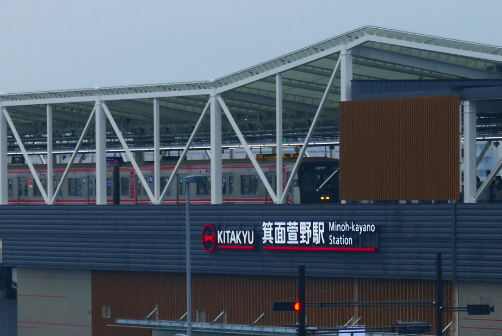 KITAKYU 箕面萱野駅 Minoh-kayano
Station